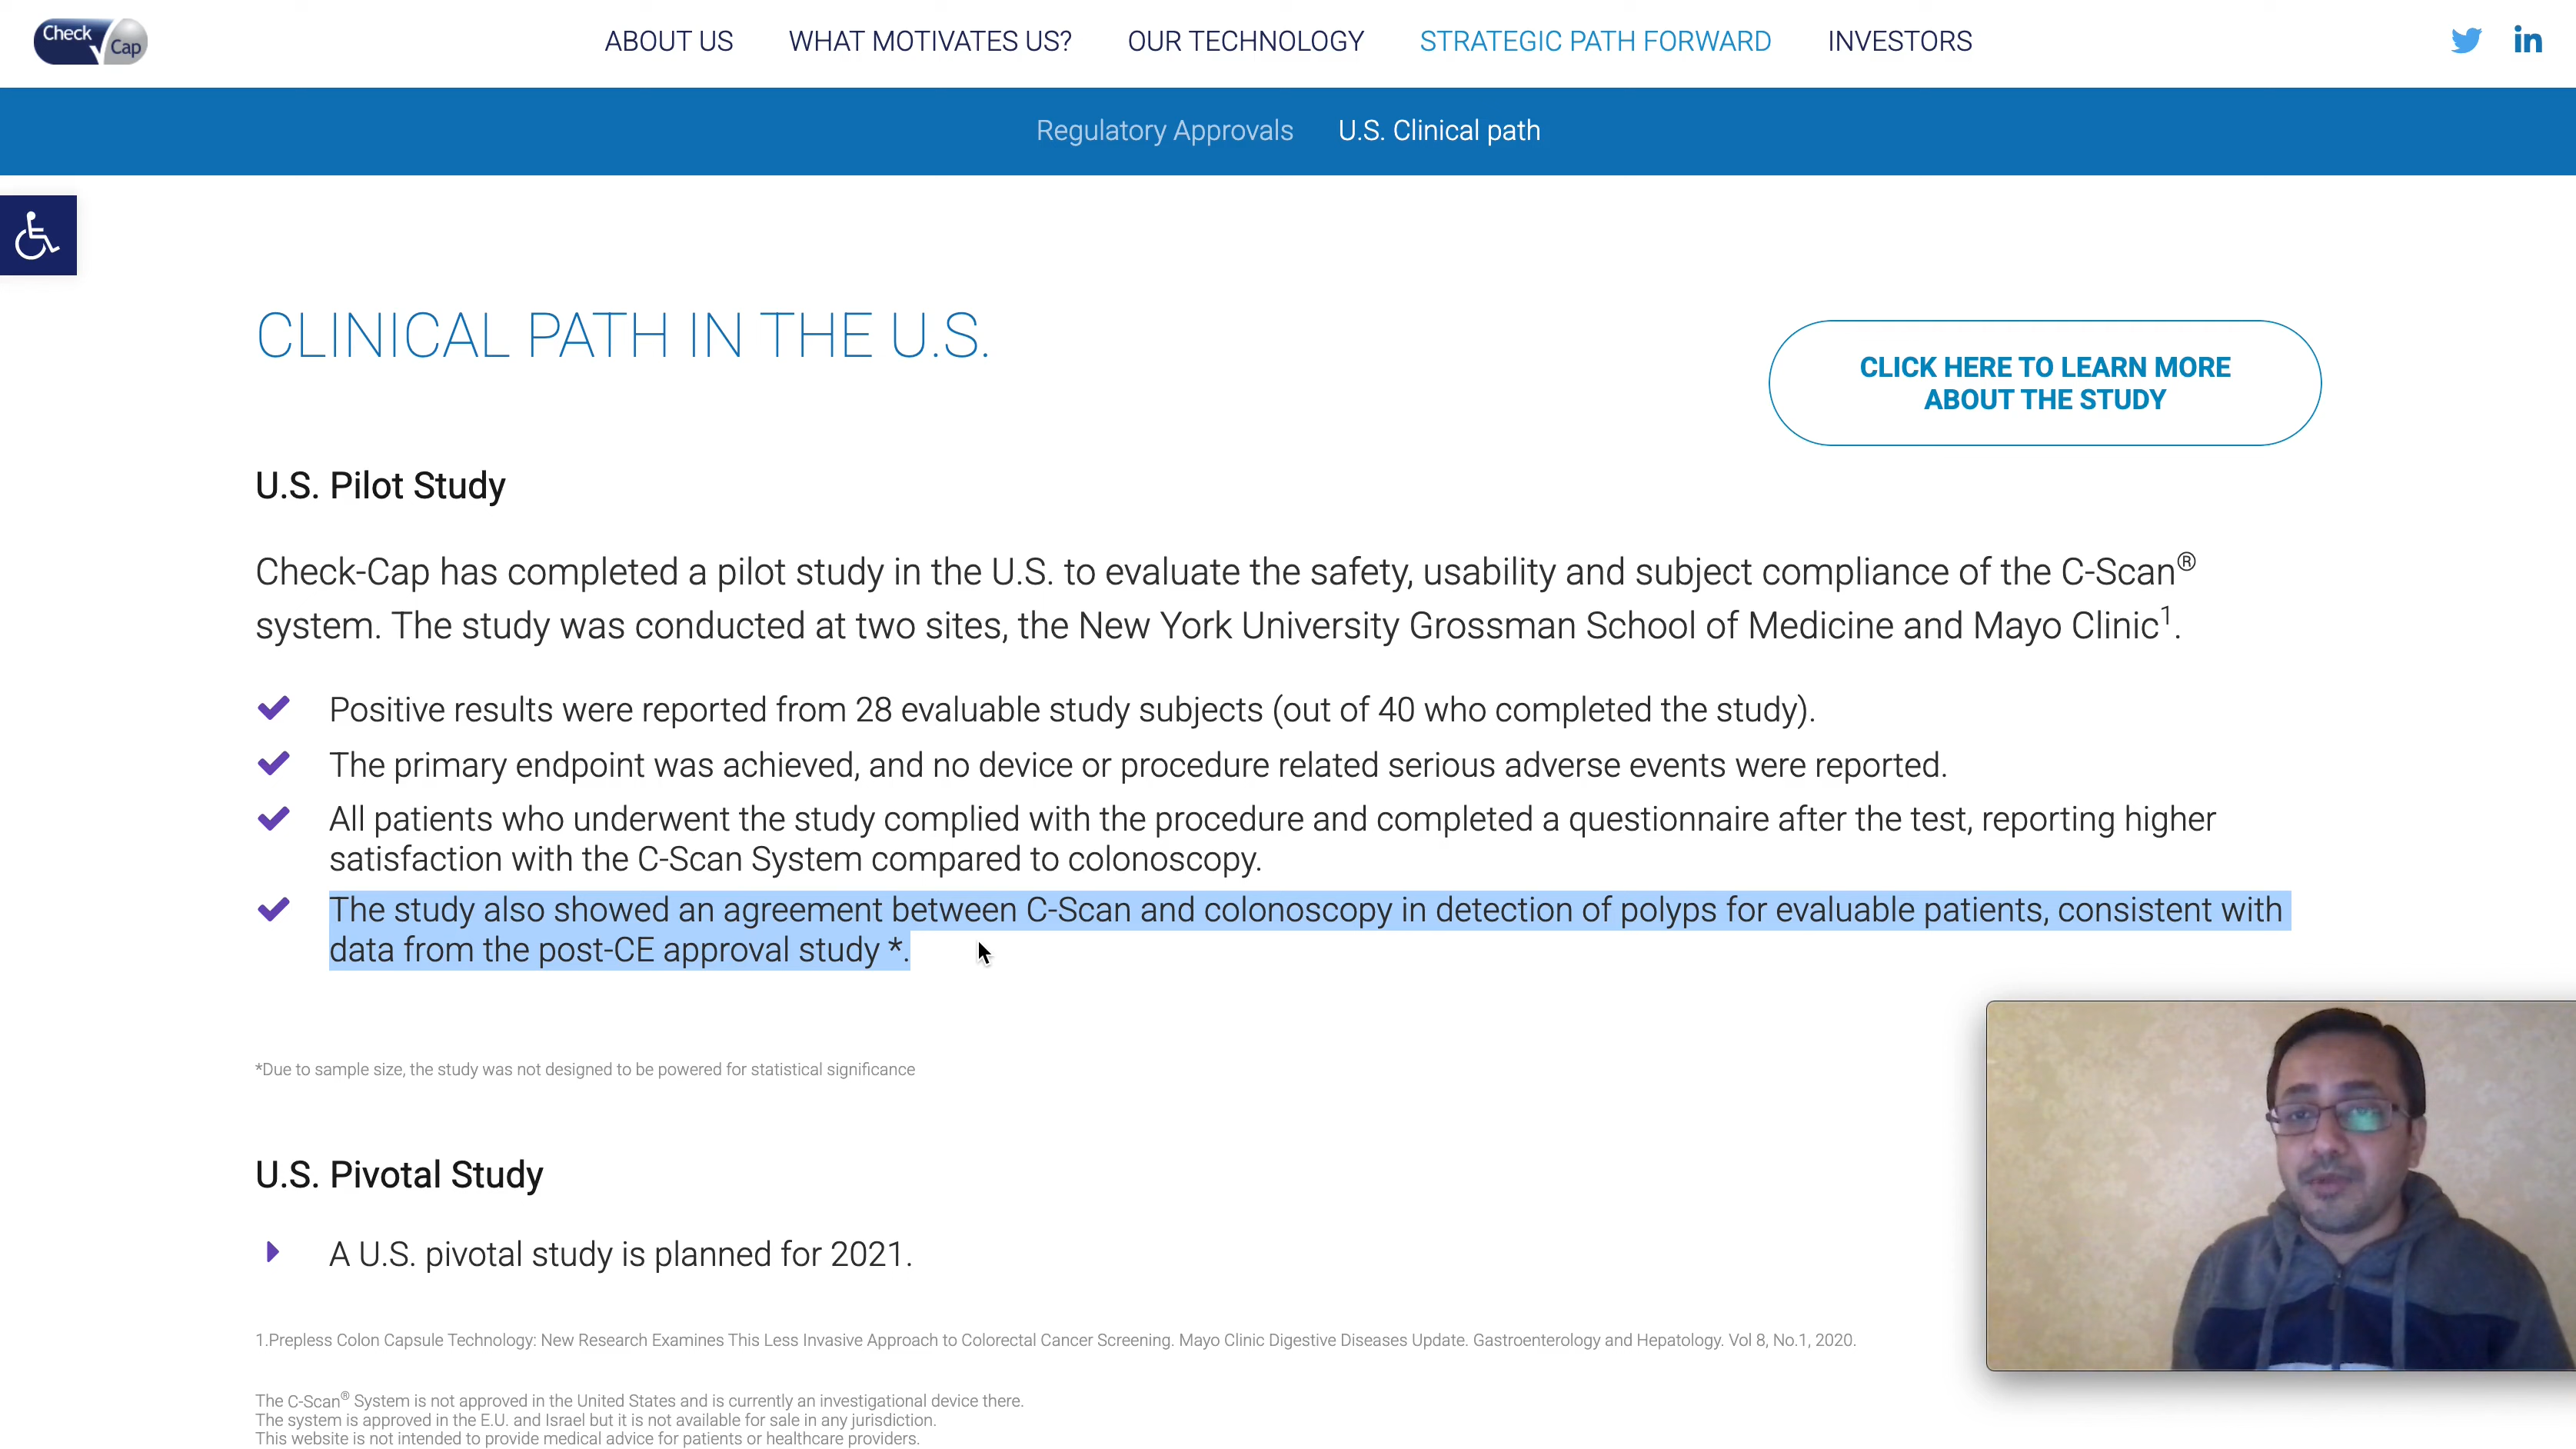 Check Cap
ABOUT US WHAT MOTIVATES US? OUR TECHNOLOGY STRATEGIC PATH FORWARD INVESTORS
in
Regulatory Approvals U.S. Clinical path
CLINICAL PATH IN THE U.S.
CLICK HERE TO LEARN MORE
ABOUT THE STUDY
U.S. Pilot Study
Check-Cap has completed a pilot study in the U.S. to evaluate the safety, usability and subject compliance of the C-Scan®
system. The study was conducted at two sites, the New York University Grossman School of Medicine and Mayo Clinic¹.
Positive results were reported from 28 evaluable study subjects (out of 40 who completed the study).
The primary endpoint was achieved, and no device or procedure related serious adverse events were reported.
All patients who underwent the study complied with the procedure and completed a questionnaire after the test, reporting higher
satisfaction with the C-Scan System compared to colonoscopy.
The study also showed an agreement between C-Scan and colonoscopy in detection of polyps for evaluable patients, consistent with
data from the post-CE approval study *.
*Due to sample size, the study was not designed to be powered for statistical significance
U.S. Pivotal Study
A U.S. pivotal study is planned for 2021.
1.Prepless Colon Capsule Technology: New Research Examines This Less Invasive Approach to Colorectal Cancer Screening. Mayo Clinic Digestive Diseases Update. Gastroenterology and Hepatology. Vol 8, No.1, 2020.
The C-Scan® System is not approved in the United States and is currently an investigational device there.
The system is approved in the E.U. and Israel but it is not available for sale in any jurisdiction.
This website is not intended to provide medical advice for patients or healthcare providers.